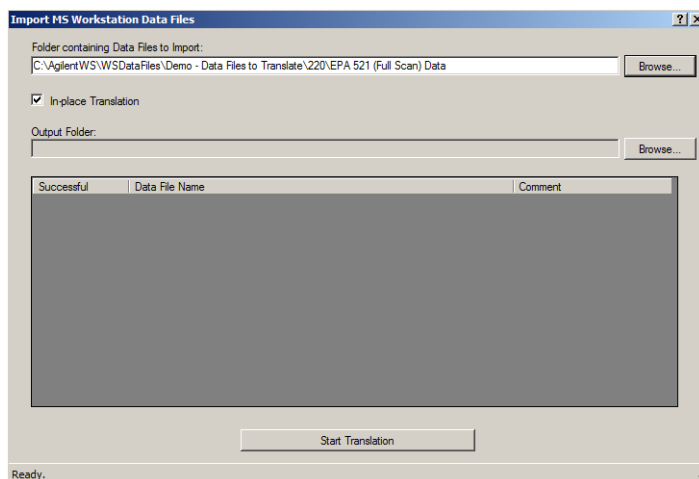 Import MS Workstation Data Files
Folder containing Data Files to Import:
C:\AgilentWS\WSDataFiles\Demo - Data Files to Translate\220\EPA 521 (Full Scan) Data
Browse...
In-place Translation
Output Folder:
Browse...
Successful Data File Name Comment
Start Translation
Ready.